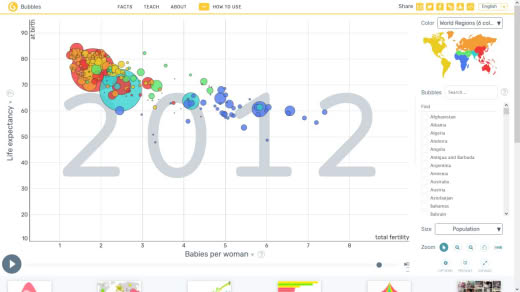 Bubbles
FACTS
TEACH
ABOUT
HOW TO USE
Share
English
Color
World Regions (6 col...
at birth
Life expectancy
90
80
70
60
50
40
30
20
10
2012
1
2
3
4
5
6
7
8
total fertility
Babies per woman
Bubbles
Search...
Find
Afghanistan
Albania
Algeria
Andorra
Angola
Antigua and Barbuda
Argentina
Armenia
Australia
Austria
Azerbaijan
Bahamas
Bahrain
Size
Population
Zoom
OPTIONS
EXPAND